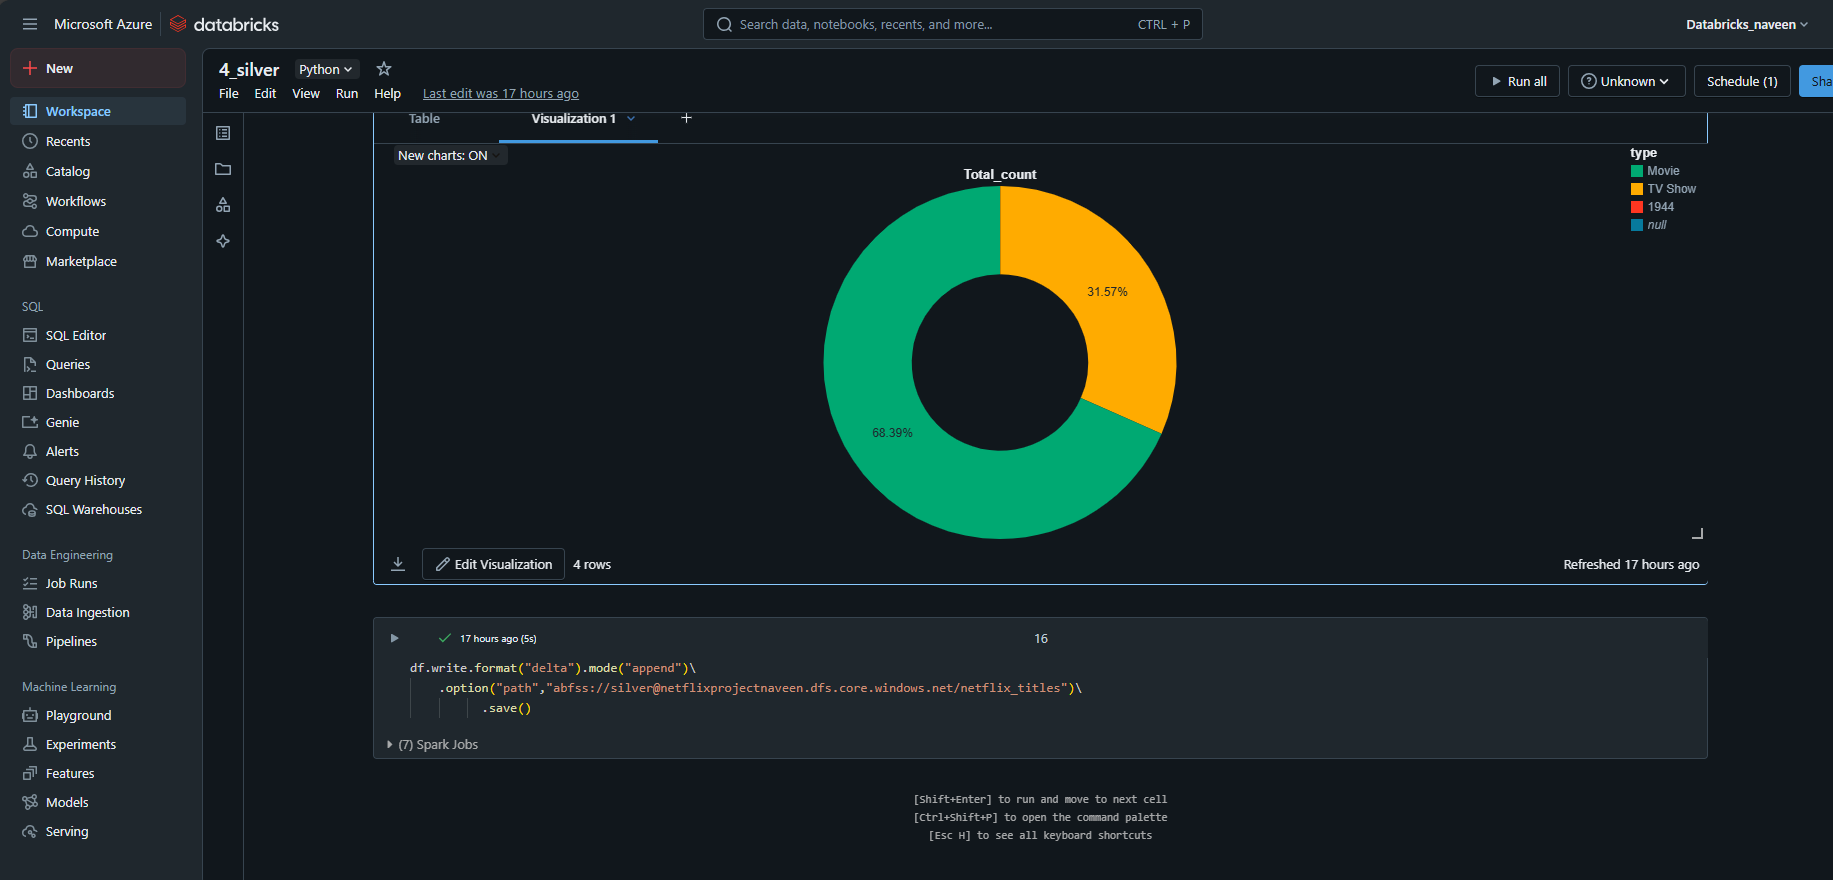 Microsoft Azure
databricks
Search data, notebooks, recents, and more...
CTRL + P
Databricks_naveen
New
Workspace
Recents
Catalog
Workflows
Compute
Marketplace
SQL
SQL Editor
Queries
Dashboards
Genie
Alerts
Query History
SQL Warehouses
Data Engineering
Job Runs
Data Ingestion
Pipelines
Machine Learning
Playground
Experiments
Features
Models
Serving
4_silver
Python
File Edit View Run Help
Last edit was 17 hours ago
Run all
Unknown
Schedule (1)
Sha
Table
Visualization 1
+
New charts: ON
Total_count
31.57%
68.39%
type
Movie
TV Show
1944
null
Edit Visualization
4 rows
Refreshed 17 hours ago
17 hours ago (5s)
16
df.write.format("delta").mode("append")\
.option("path","abfss://silver@netflixprojectnaveen.dfs.core.windows.net/netflix_titles")\
.save()
(7) Spark Jobs
[Shift+Enter] to run and move to next cell
[Ctrl+Shift+P] to open the command palette
[Esc H] to see all keyboard shortcuts